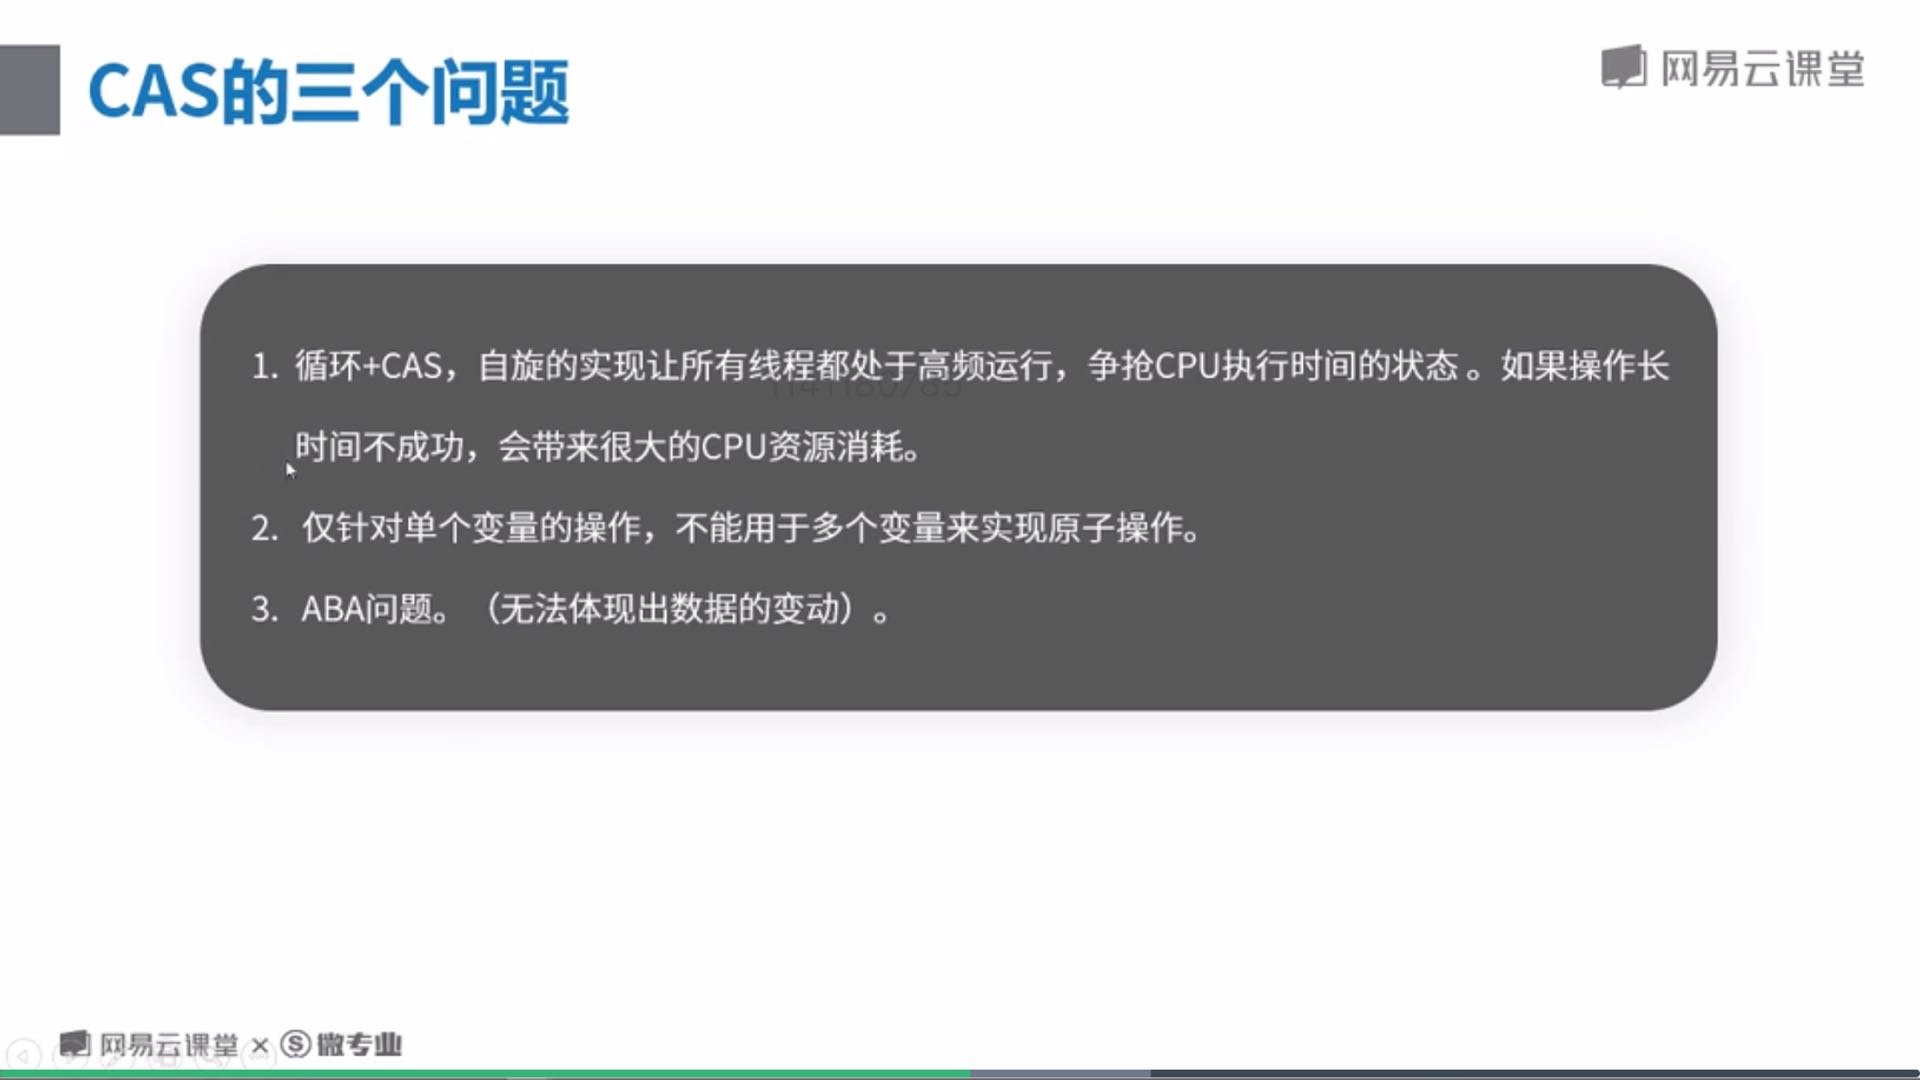 CAS的三个问题
网易云课堂
1. 循环+CAS，自旋的实现让所有线程都处于高频运行，争抢CPU执行时间的状态 。如果操作长
时间不成功，会带来很大的CPU资源消耗。
2. 仅针对单个变量的操作，不能用于多个变量来实现原子操作。
3. ABA问题。（无法体现出数据的变动）。
网易云课堂 × 微专业